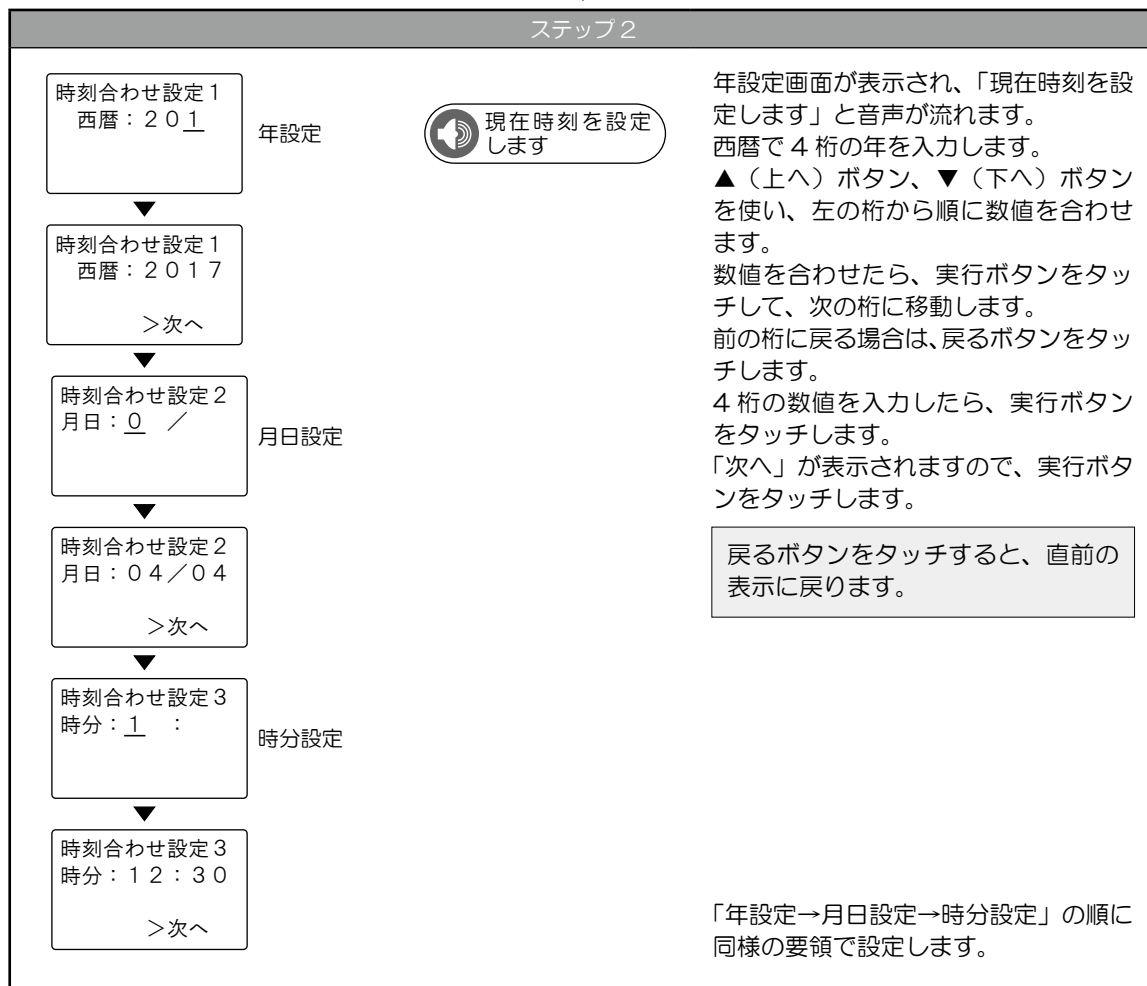 ステップ2
時刻合わせ設定1
西暦：201
年設定
現在時刻を設定
します
▼
時刻合わせ設定1
西暦：2017
＞次へ
▼
時刻合わせ設定2
月日：0 ／
月日設定
▼
時刻合わせ設定2
月日：04／04
＞次へ
▼
時刻合わせ設定3
時分：1 ：
時分設定
▼
時刻合わせ設定3
時分：12：30
＞次へ
年設定画面が表示され、「現在時刻を設
定します」と音声が流れます。
西暦で4桁の年を入力します。
▲（上へ）ボタン、▼（下へ）ボタン
を使い、左の桁から順に数値を合わせ
ます。
数値を合わせたら、実行ボタンをタッ
チして、次の桁に移動します。
前の桁に戻る場合は、戻るボタンをタッ
チします。
4桁の数値を入力したら、実行ボタン
をタッチします。
「次へ」が表示されますので、実行ボタ
ンをタッチします。
戻るボタンをタッチすると、直前の
表示に戻ります。
「年設定→月日設定→時分設定」の順に
同様の要領で設定します。